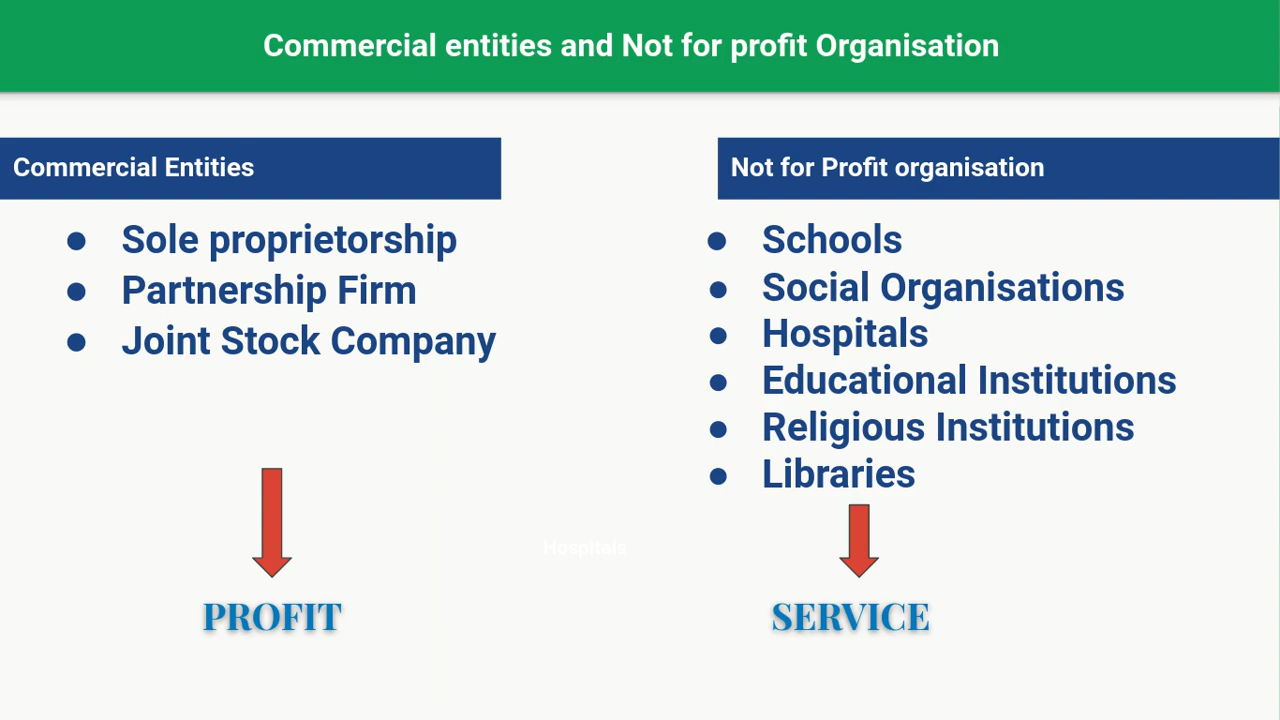 Commercial entities and Not for profit Organisation
Commercial Entities
● Sole proprietorship
● Partnership Firm
● Joint Stock Company
PROFIT
Not for Profit organisation
● Schools
● Social Organisations
● Hospitals
● Educational Institutions
● Religious Institutions
● Libraries
SERVICE
Hospitals